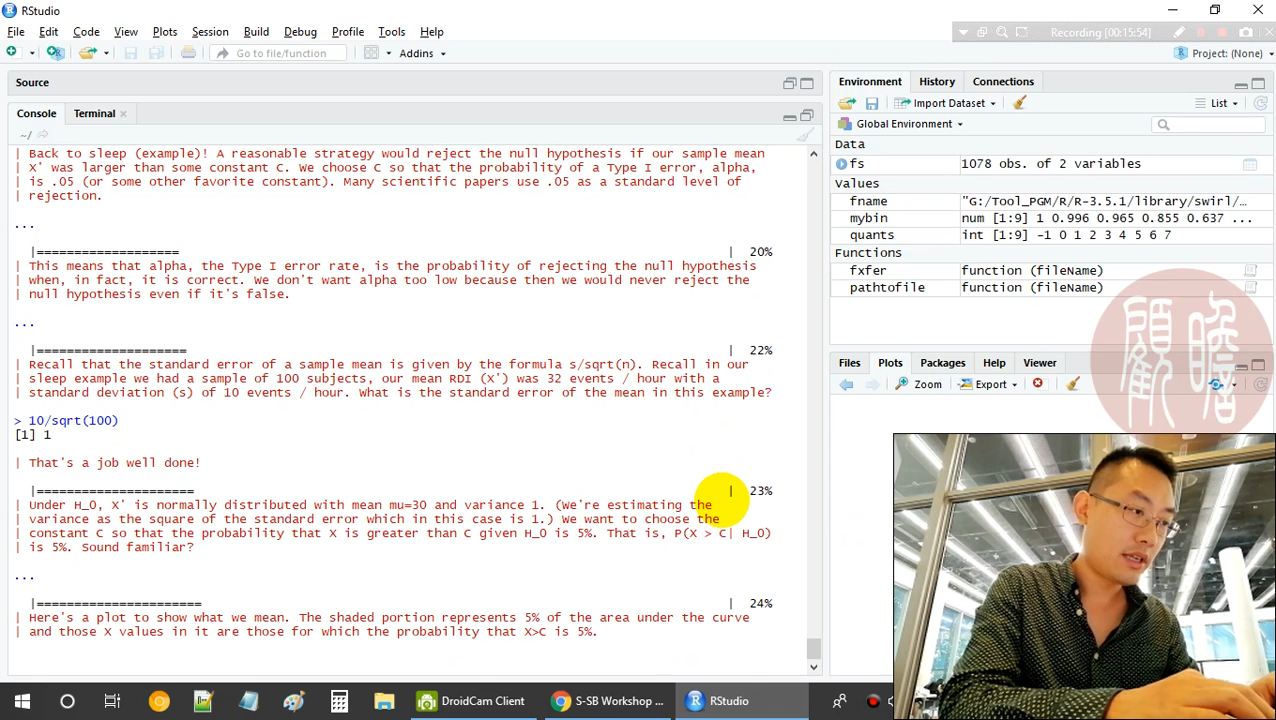 RStudio
File Edit Code View Plots Session Build Debug Profile Tools Help
Recording [00:15:54]
Go to file/function Addins
Project: (None)
Source
Console Terminal
~/
| Back to sleep (example)! A reasonable strategy would reject the null hypothesis if our sample mean
| X' was larger than some constant C. We choose C so that the probability of a Type I error, alpha,
| is .05 (or some other favorite constant). Many scientific papers use .05 as a standard level of
| rejection.
...
|=================== | 20%
| This means that alpha, the Type I error rate, is the probability of rejecting the null hypothesis
| when, in fact, it is correct. We don't want alpha too low because then we would never reject the
| null hypothesis even if it's false.
...
|==================== | 22%
| Recall that the standard error of a sample mean is given by the formula s/sqrt(n). Recall in our
| sleep example we had a sample of 100 subjects, our mean RDI (X') was 32 events / hour with a
| standard deviation (s) of 10 events / hour. What is the standard error of the mean in this example?
> 10/sqrt(100)
[1] 1
| That's a job well done!
|===================== | 23%
| Under H_0, X' is normally distributed with mean mu=30 and variance 1. (We're estimating the
| variance as the square of the standard error which in this case is 1.) We want to choose the
| constant C so that the probability that X is greater than C given H_0 is 5%. That is, P(X > C| H_0)
| is 5%. Sound familiar?
...
|====================== | 24%
| Here's a plot to show what we mean. The shaded portion represents 5% of the area under the curve
| and those X values in it are those for which the probability that X>C is 5%.
Environment History Connections
Import Dataset List
Global Environment
Data
fs 1078 obs. of 2 variables
Values
fname "G:/Tool_PGM/R/R-3.5.1/library/swirl/…
mybin num [1:9] 1 0.996 0.965 0.855 0.637 ...
quants int [1:9] -1 0 1 2 3 4 5 6 7
Functions
fxfer function (fileName)
pathtofile function (fileName)
顧瞻
Files Plots Packages Help Viewer
Zoom Export
DroidCam Client S-SB Workshop ... RStudio